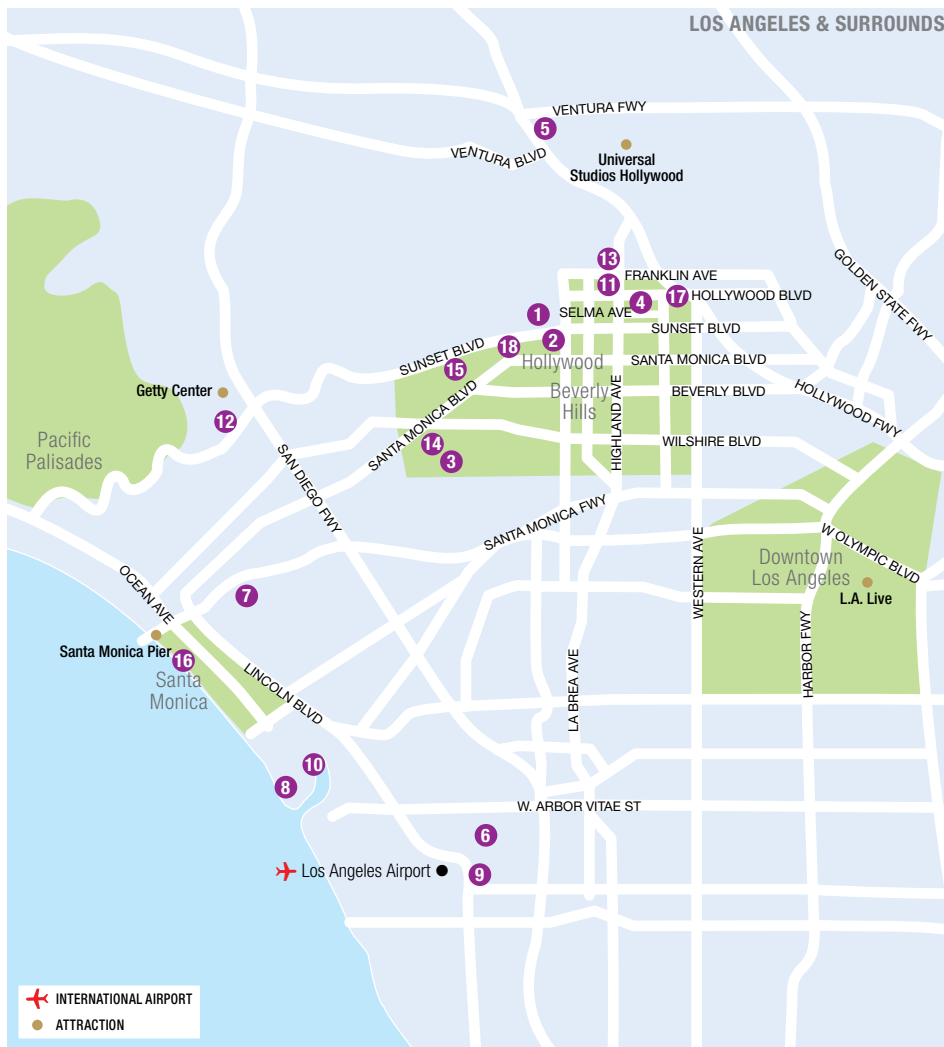 LOS ANGELES & SURROUNDS
VENTURA FWY
5
VENTURA BLVD
Universal
Studios Hollywood
13
FRANKLIN AVE
11
GOLDEN STATE FWY
4
17
HOLLYWOOD BLVD
1
SELMA AVE
SUNSET BLVD
2
SUNSET BLVD
18
Hollywood
SANTA MONICA BLVD
15
Getty Center
Beverly
Hills
BEVERLY BLVD
HOLLYWOOD FWY
12
SANTA MONICA BLVD
HIGHLAND AVE
Pacific
Palisades
14
3
WILSHIRE BLVD
SAN DIEGO FWY
SANTA MONICA FWY
W OLYMPIC BLVD
WESTERN AVE
Downtown
Los Angeles
L.A. Live
OCEAN AVE
7
Santa Monica Pier
16
Santa
Monica
LINCOLN BLVD
LA BREA AVE
HARBOR FWY
10
8
W. ARBOR VITAE ST
6
Los Angeles Airport
9
INTERNATIONAL AIRPORT
ATTRACTION